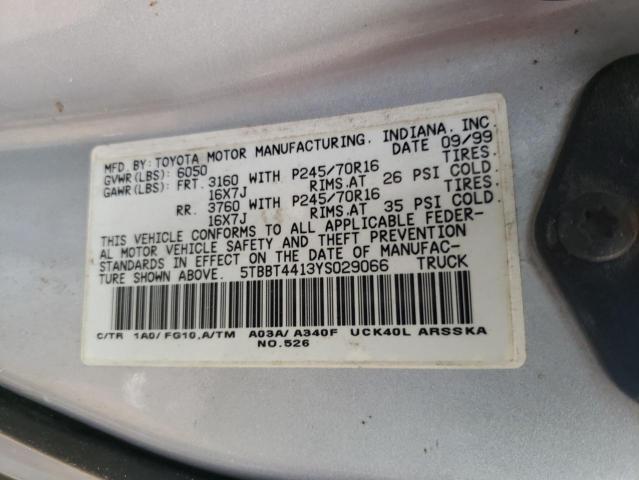 MFD. BY: TOYOTA MOTOR MANUFACTURING, INDIANA, INC.
GVWR(LBS): 6050 DATE 09/99
GAWR(LBS): FRT. 3160 WITH P245/70R16 TIRES.
16X7J RIMS.AT 26 PSI COLD.
RR. 3760 WITH P245/70R16 TIRES.
16X7J RIMS.AT 35 PSI COLD.
THIS VEHICLE CONFORMS TO ALL APPLICABLE FEDER-
AL MOTOR VEHICLE SAFETY AND THEFT PREVENTION
STANDARDS IN EFFECT ON THE DATE OF MANUFAC-
TURE SHOWN ABOVE. 5TBBT4413YS029066 TRUCK
C/TR 1A0/ FG10,A/TM A03A/ A340F UCK40L ARSSKA
NO.526